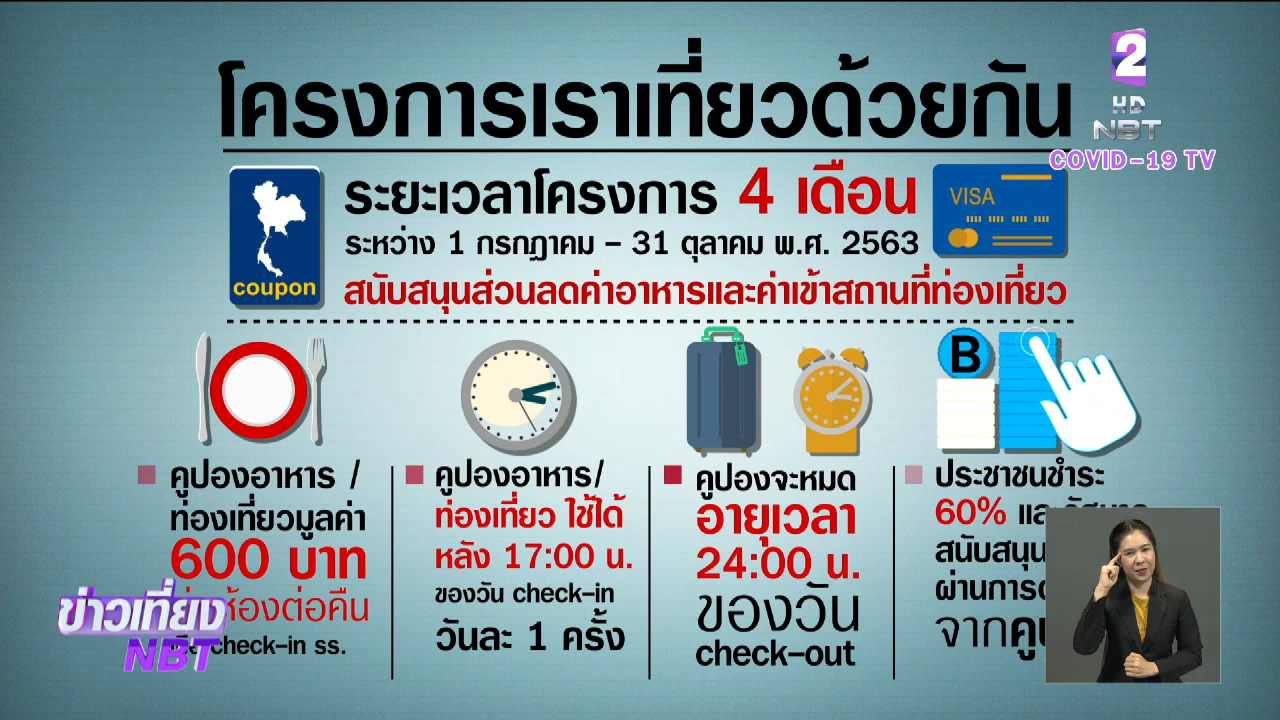 โครงการเราเที่ยวด้วยกัน
2
HD
NBT
COVID-19 TV
coupon
ระยะเวลาโครงการ 4 เดือน
ระหว่าง 1 กรกฎาคม – 31 ตุลาคม พ.ศ. 2563
สนับสนุนส่วนลดค่าอาหารและค่าเข้าสถานที่ท่องเที่ยว
VISA
B
คูปองอาหาร /
ท่องเที่ยวมูลค่า
600 บาท
ห้องต่อคืน
check-in รร.
คูปองอาหาร/
ท่องเที่ยว ใช้ได้
หลัง 17:00 น.
ของวัน check-in
วันละ 1 ครั้ง
คูปองจะหมด
อายุเวลา
24:00 น.
ของวัน
check-out
ประชาชนชำระ
60% และ
สนับสนุน
ผ่านการ
จาก
ข่าวเที่ยง
NBT